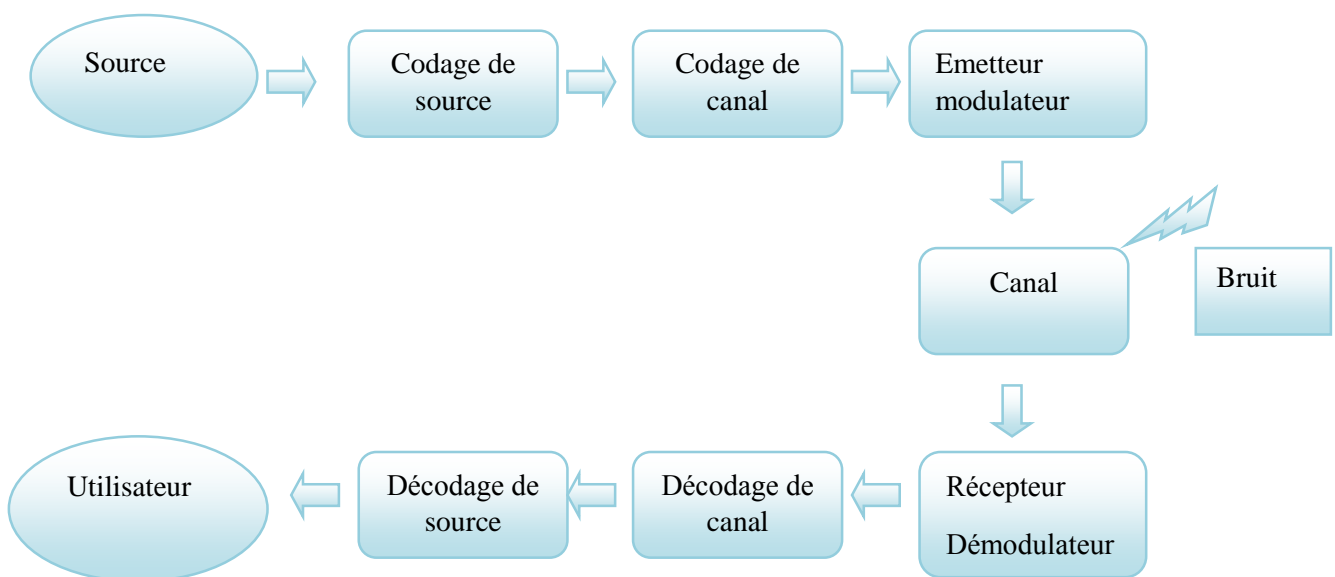 Source
Codage de
source
Codage de
canal
Emetteur
modulateur
Canal
Bruit
Utilisateur
Décodage de
source
Décodage de
canal
Récepteur
Démodulateur